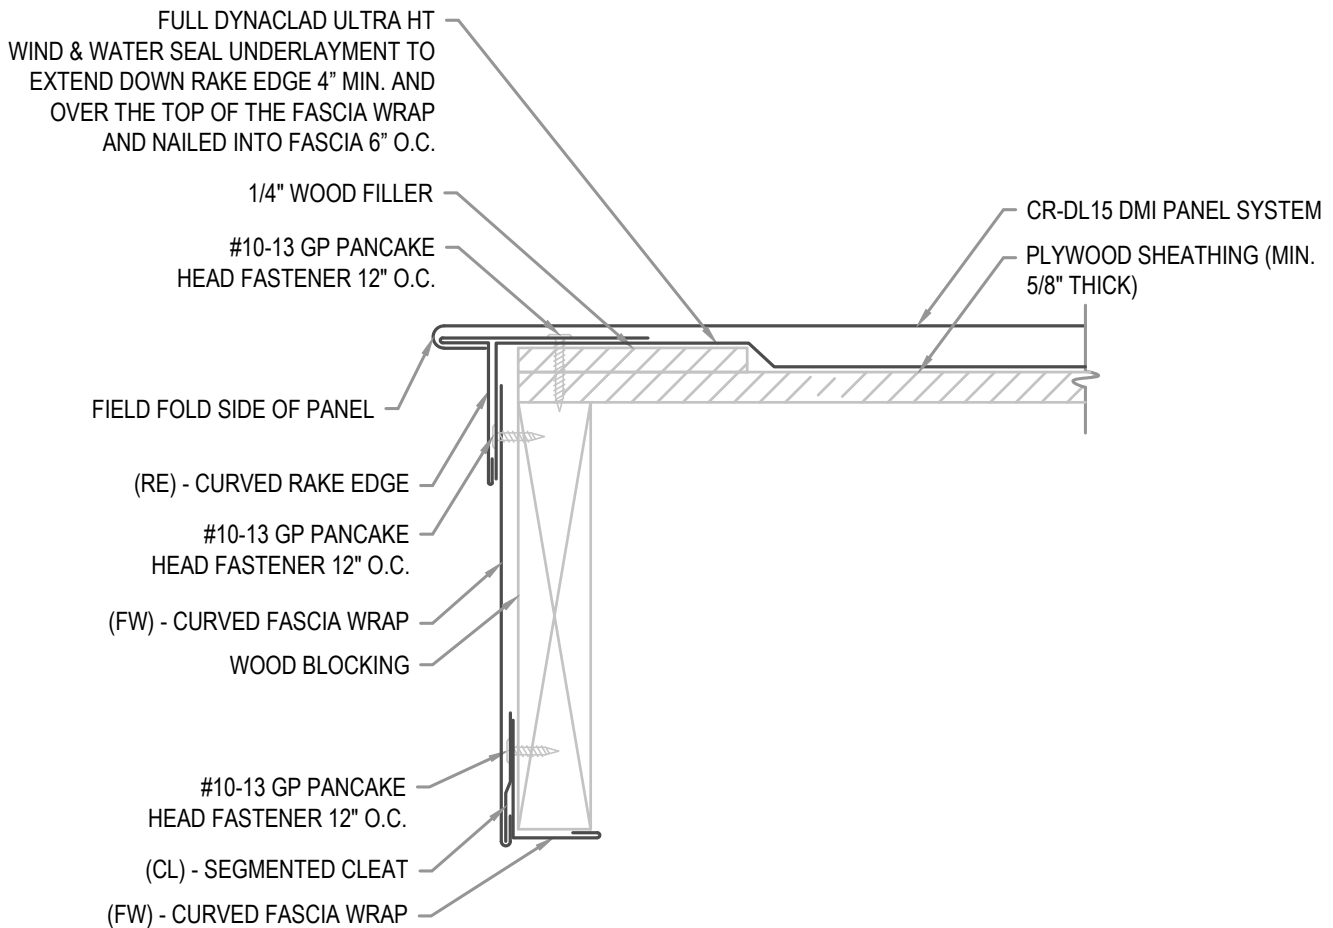 FULL DYNACLAD ULTRA HT
WIND & WATER SEAL UNDERLAYMENT TO
EXTEND DOWN RAKE EDGE 4” MIN. AND
OVER THE TOP OF THE FASCIA WRAP
AND NAILED INTO FASCIA 6” O.C.
1/4" WOOD FILLER
#10-13 GP PANCAKE
HEAD FASTENER 12" O.C.
CR-DL15 DMI PANEL SYSTEM
PLYWOOD SHEATHING (MIN.
5/8" THICK)
FIELD FOLD SIDE OF PANEL
(RE) - CURVED RAKE EDGE
#10-13 GP PANCAKE
HEAD FASTENER 12" O.C.
(FW) - CURVED FASCIA WRAP
WOOD BLOCKING
#10-13 GP PANCAKE
HEAD FASTENER 12" O.C.
(CL) - SEGMENTED CLEAT
(FW) - CURVED FASCIA WRAP